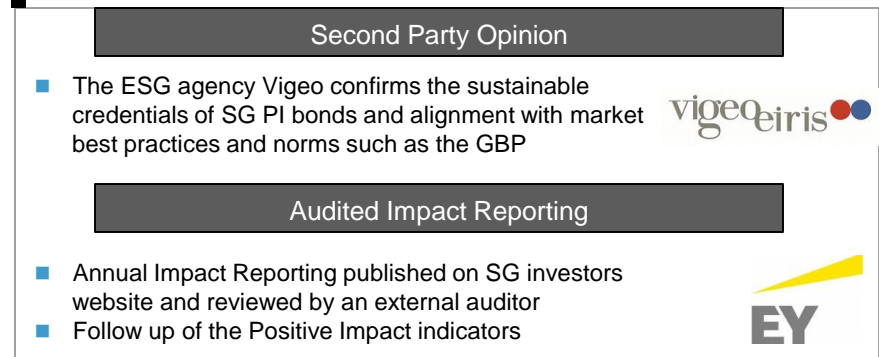 Second Party Opinion
The ESG agency Vigeo confirms the sustainable
credentials of SG PI bonds and alignment with market
best practices and norms such as the GBP
vigeoeiris
Audited Impact Reporting
Annual Impact Reporting published on SG investors
website and reviewed by an external auditor
Follow up of the Positive Impact indicators
EY